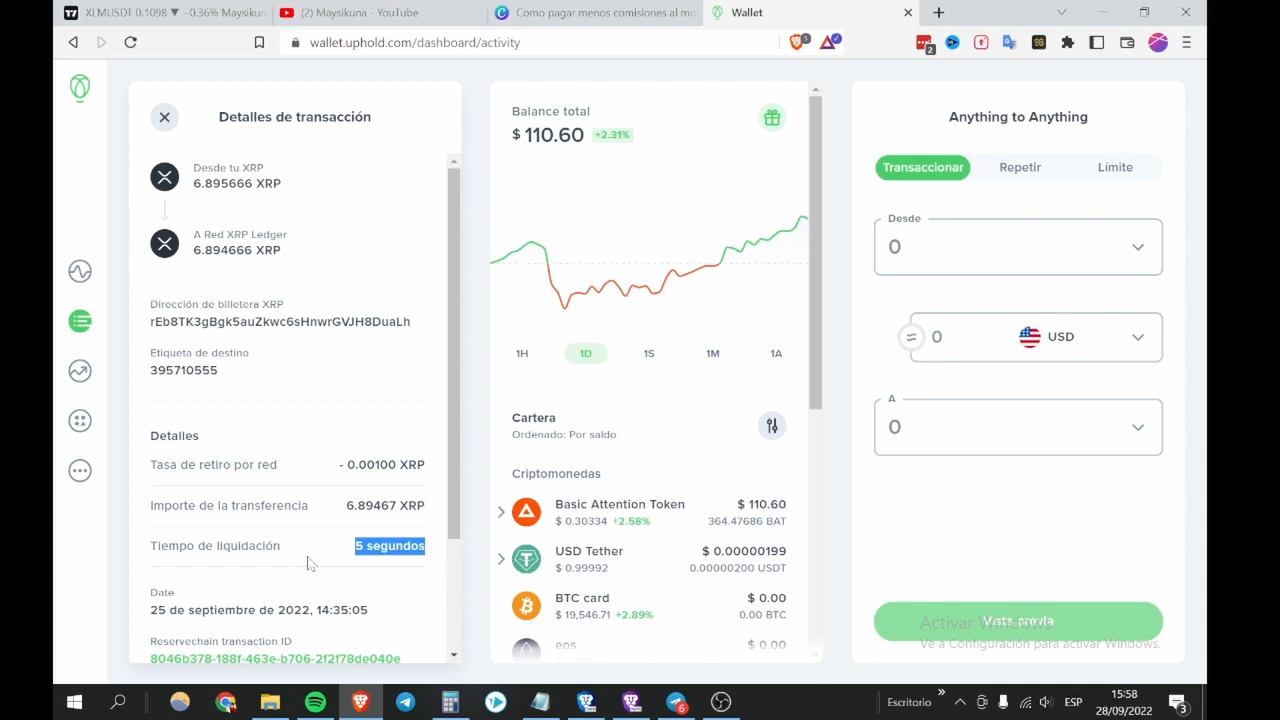 XLMUSDT 0.1098 ▼ −0.36% Maysikun
(2) Maysikuna - YouTube
Como pagar menos comisiones al mo
Wallet
wallet.uphold.com/dashboard/activity
5
2
Detalles de transacción
Desde tu XRP
6.895666 XRP
A Red XRP Ledger
6.894666 XRP
Dirección de billetera XRP
rEb8TK3gBgk5auZkwc6sHnwrGVJH8DuaLh
Etiqueta de destino
395710555
Detalles
Tasa de retiro por red - 0.00100 XRP
Importe de la transferencia 6.89467 XRP
Tiempo de liquidación 5 segundos
Date
25 de septiembre de 2022, 14:35:05
Reservechain transaction ID
8046b378-188f-463e-b706-2f2f78de040e
Balance total
$ 110.60 +2.31%
1H 1D 1S 1M 1A
Cartera
Ordenado: Por saldo
Criptomonedas
Basic Attention Token $ 110.60
$ 0.30334 +2.58% 364.47686 BAT
USD Tether $ 0.00000199
$ 0.99992 0.00000200 USDT
BTC card $ 0.00
$ 19,546.71 +2.89% 0.00 BTC
eos $ 0.00
Anything to Anything
Transaccionar Repetir Límite
Desde
0
0 USD
A
0
Vista previa
Activar Windows
Ve a Configuración para activar Windows.
6
Escritorio
»
ESP
15:58
28/09/2022
3